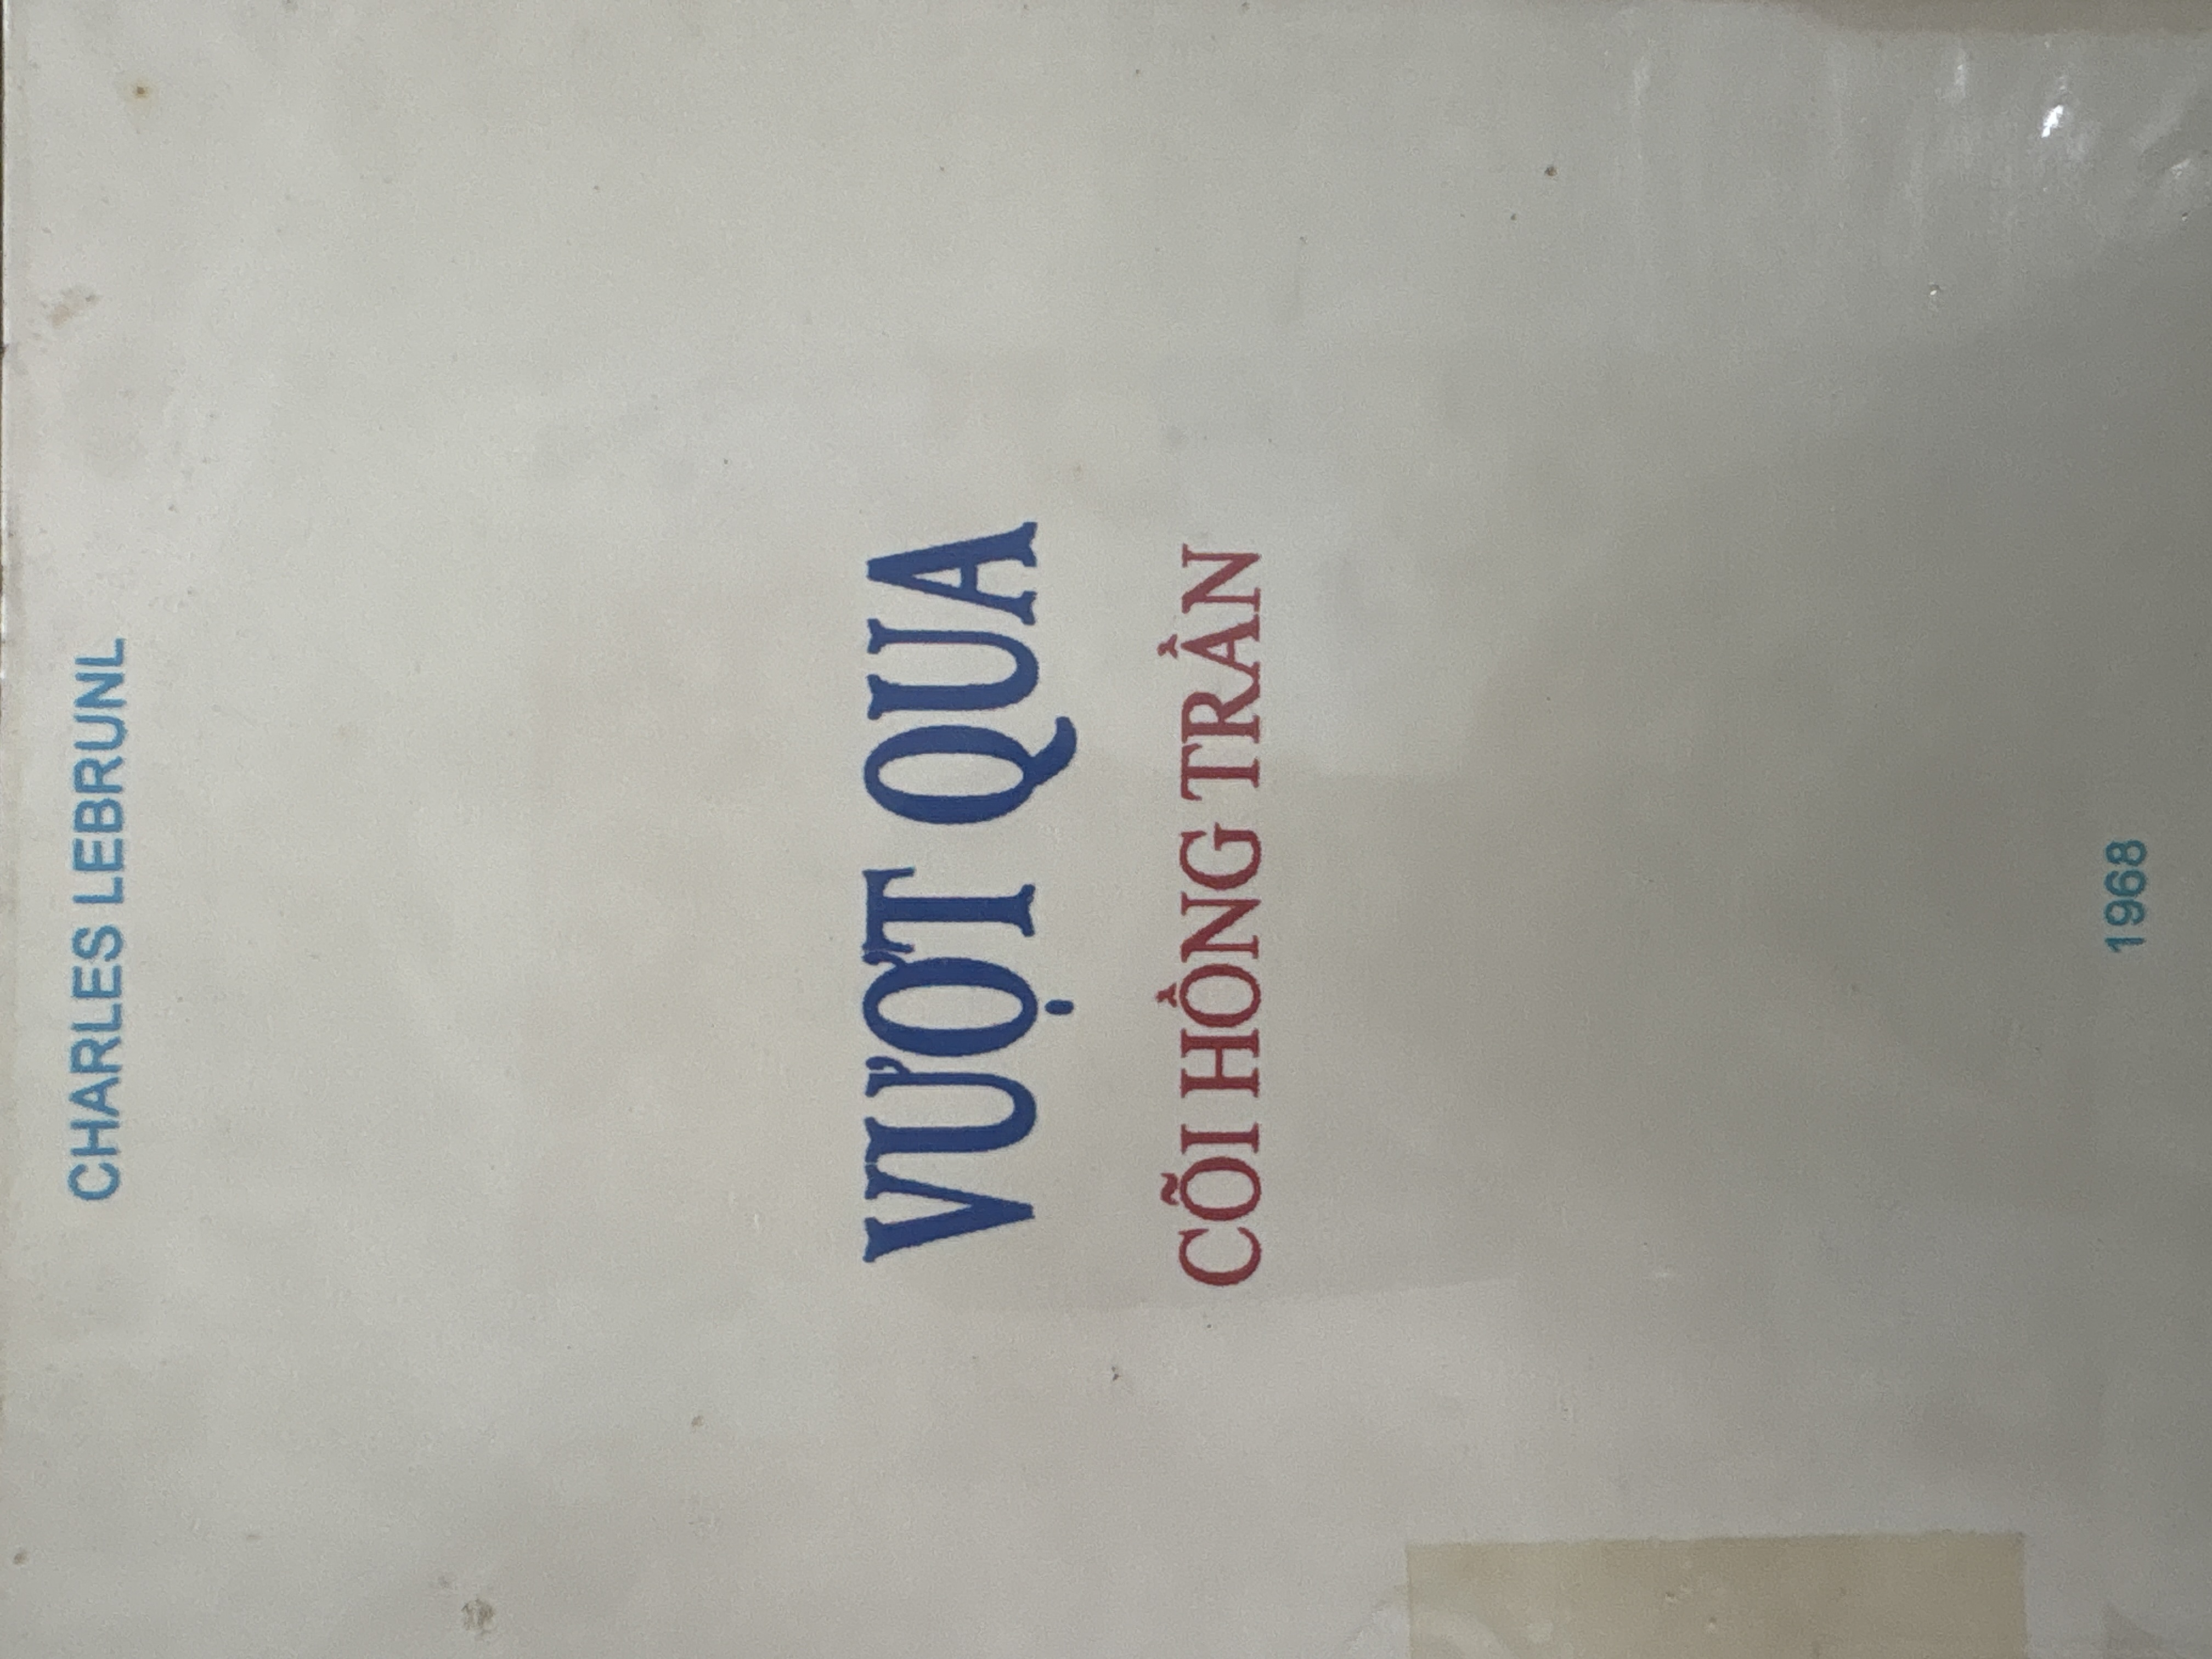 CHARLES LEBRUNL
VƯỢT QUA
CÕI HỒNG TRẦN
1968